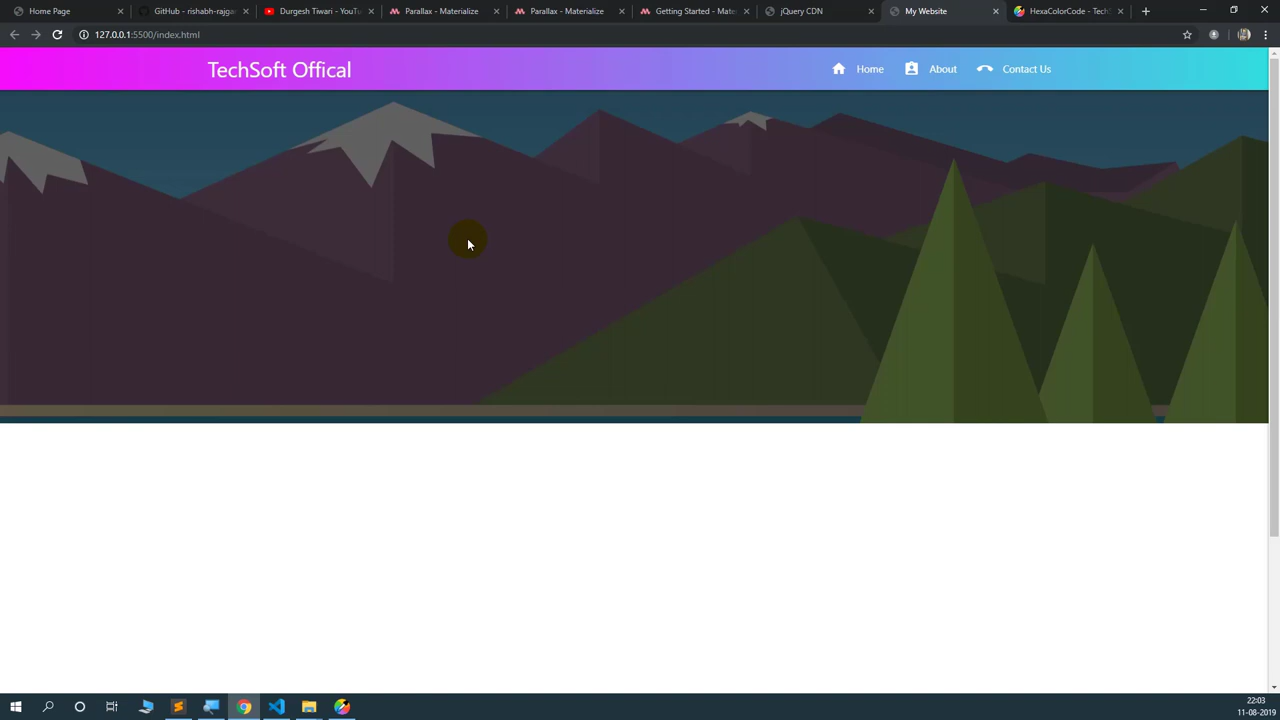 Home Page
GitHub - rishabh-rajga
Durgesh Tiwari - YouTu
Parallax - Materialize
Parallax - Materialize
Getting Started - Mate
jQuery CDN
My Website
HexaColorCode - TechS
127.0.0.1:5500/index.html
TechSoft Offical
Home
About
Contact Us
22:03
11-08-2019